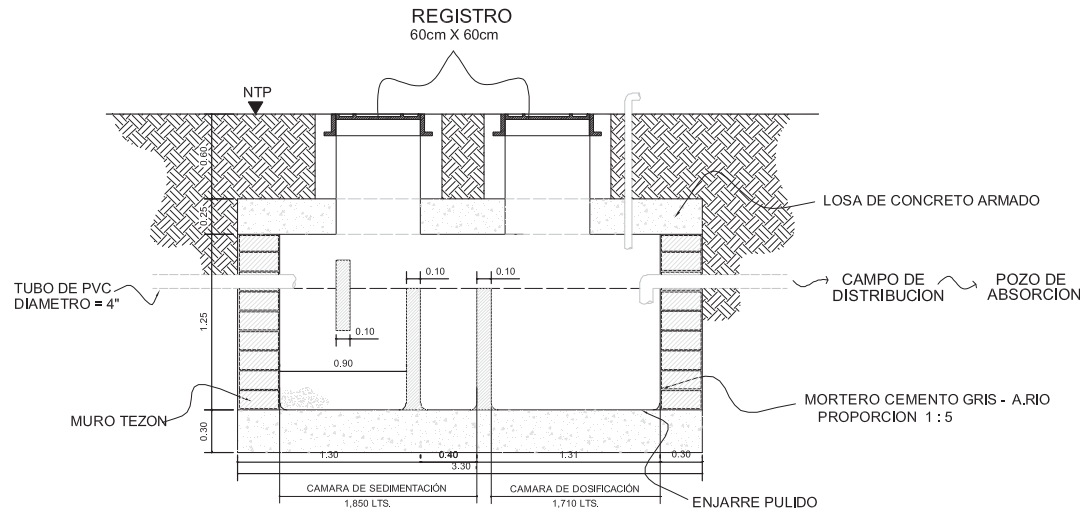 REGISTRO
60cm X 60cm
NTP
0.60
0.25
LOSA DE CONCRETO ARMADO
0.10
0.10
TUBO DE PVC
DIAMETRO = 4"
CAMPO DE
DISTRIBUCION
POZO DE
ABSORCION
1.25
0.10
0.90
MURO TEZON
MORTERO CEMENTO GRIS - A.RIO
PROPORCION 1 : 5
0.30
1.30
0.40
1.31
0.30
3.30
CAMARA DE SEDIMENTACIÓN
1,850 LTS.
CAMARA DE DOSIFICACIÓN
1,710 LTS.
ENJARRE PULIDO